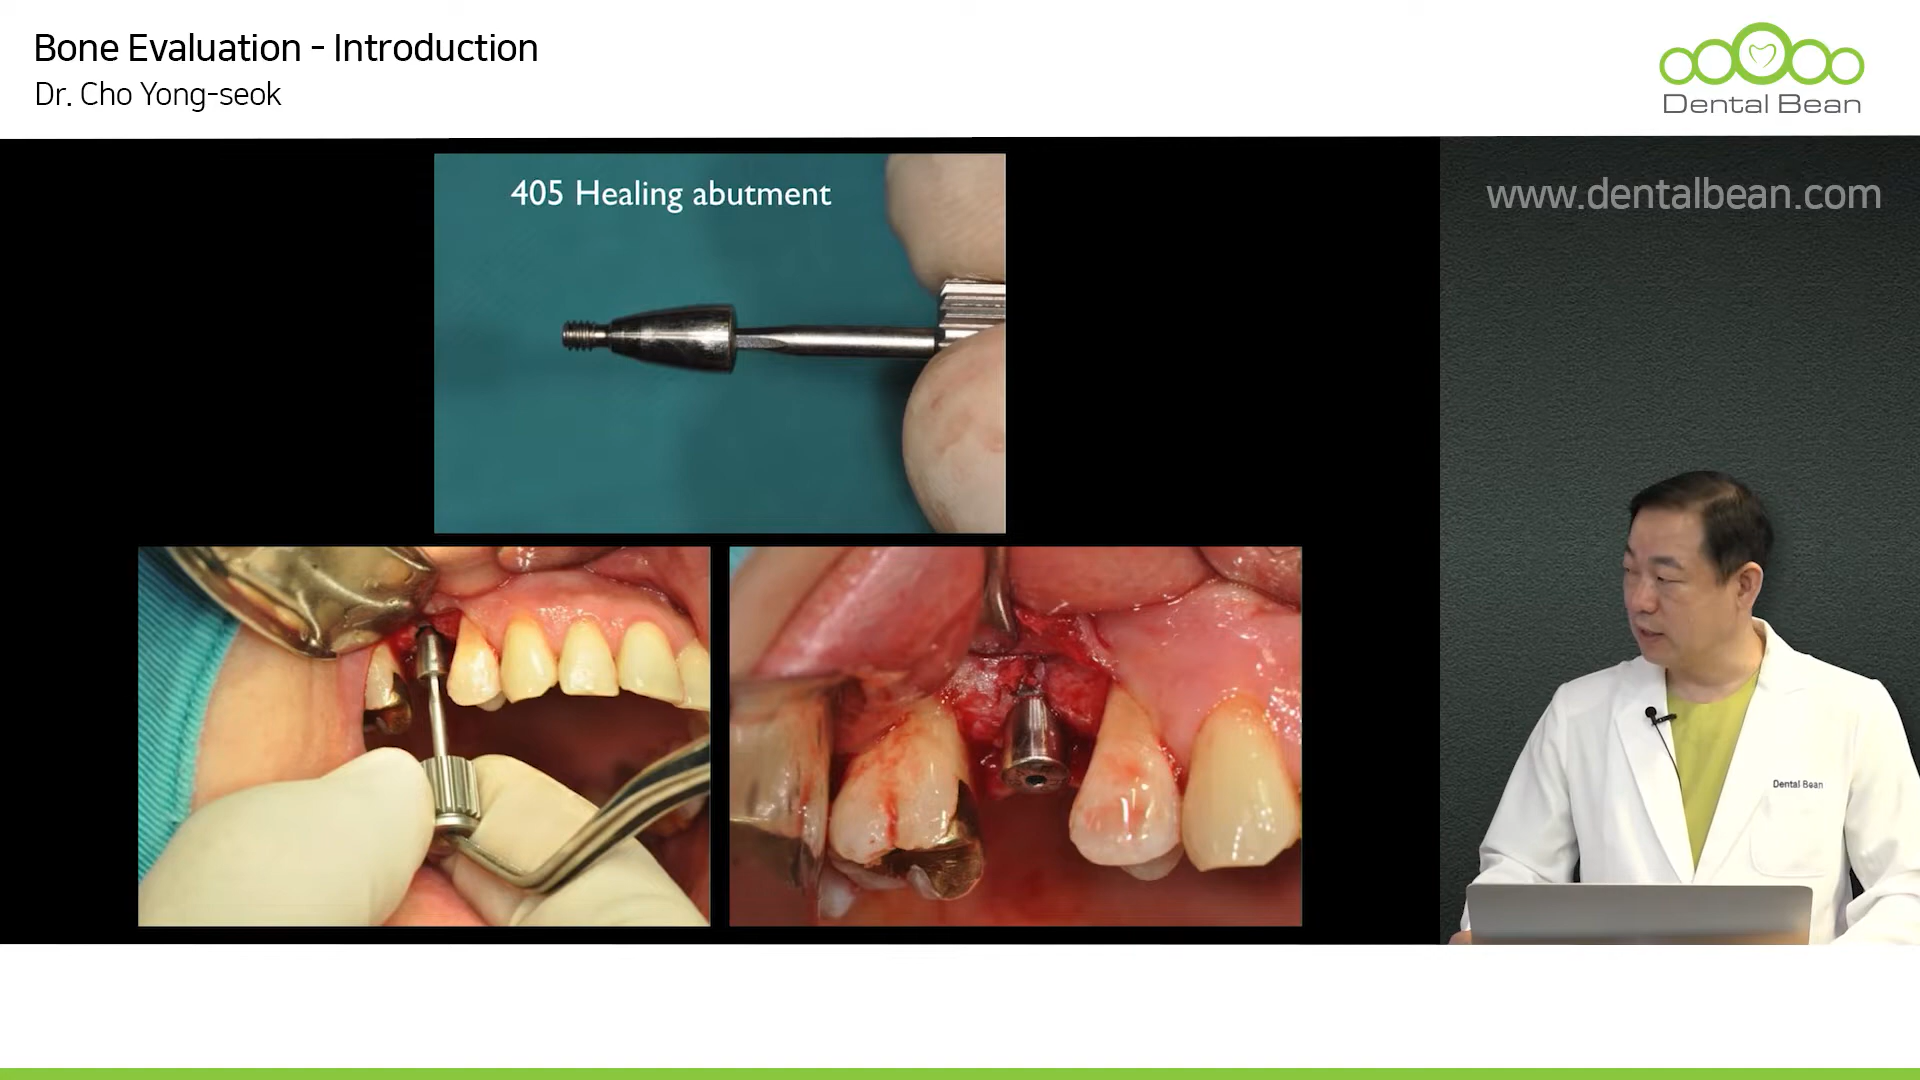 Bone Evaluation - Introduction
Dr. Cho Yong-seok
Dental Bean
405 Healing abutment
www.dentalbean.com
Dental Bean